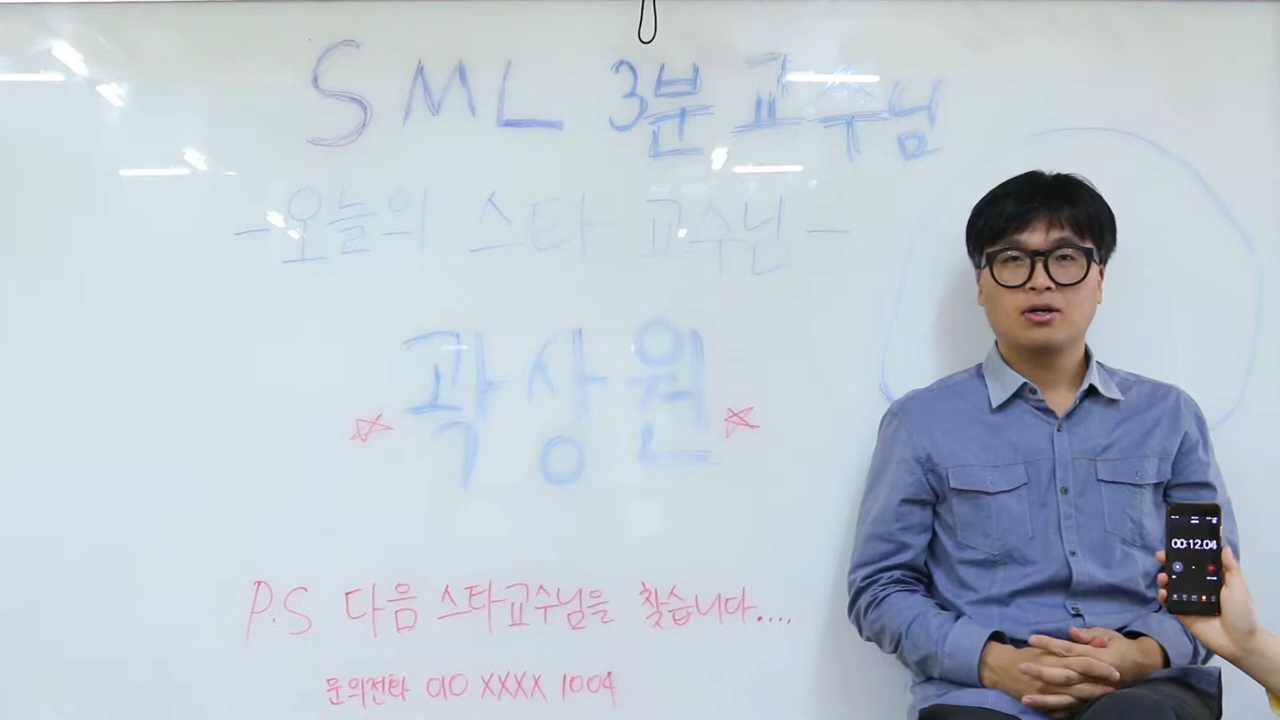 SML 3분 교수님
-오늘의 스타 교수님-
곽상원
P.S 다음 스타교수님을 찾습니다....
문의전타 010 XXXX 1004
00:12.04